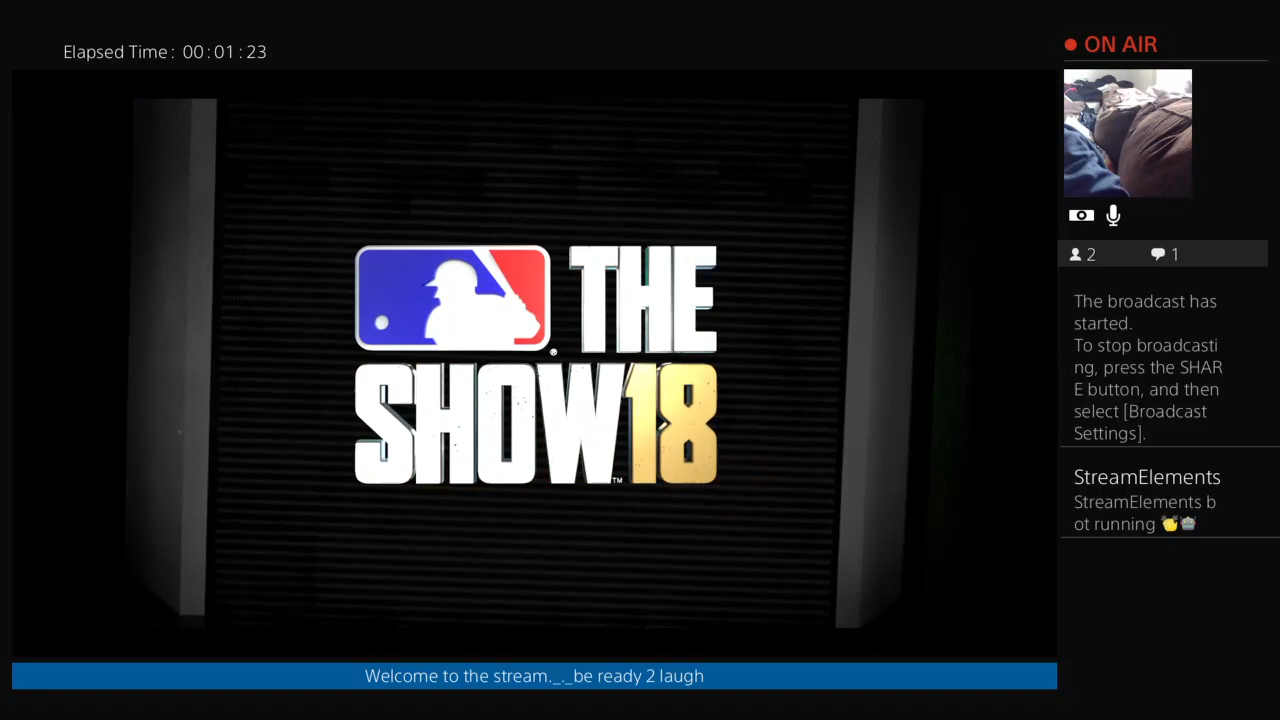 Elapsed Time: 00:01:23
ON AIR
THE
SHOW18
®
TM
2 1
The broadcast has
started.
To stop broadcasti
ng, press the SHAR
E button, and then
select [Broadcast
Settings].
StreamElements
StreamElements b
ot running 👏🤖
Welcome to the stream._._be ready 2 laugh